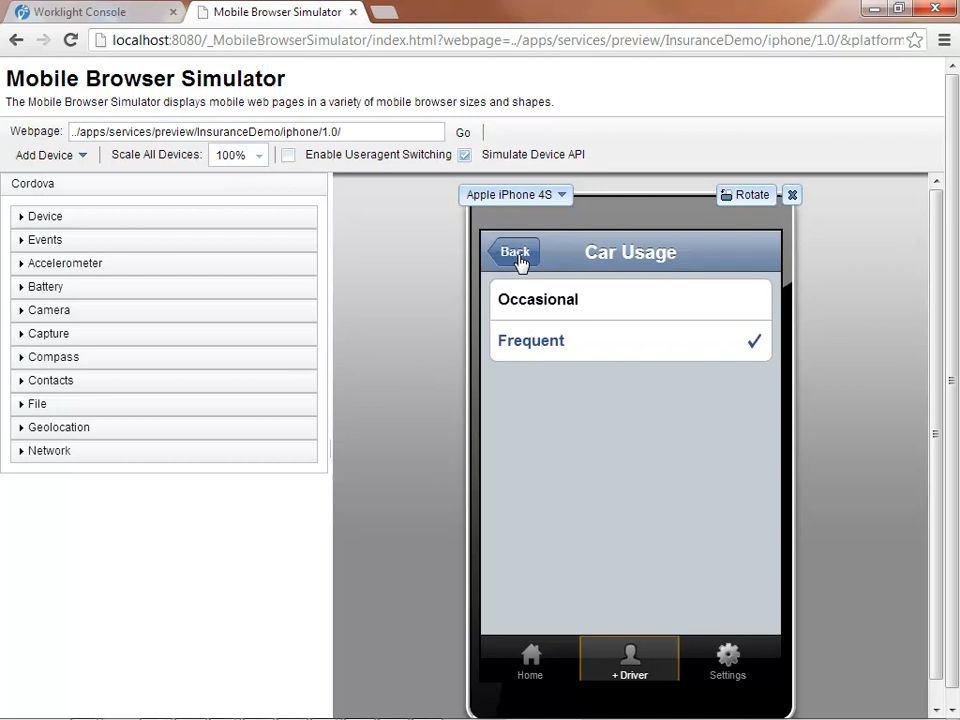 Worklight Console
Mobile Browser Simulator
localhost:8080/_MobileBrowserSimulator/index.html?webpage=../apps/services/preview/InsuranceDemo/iphone/1.0/&platform
Mobile Browser Simulator
The Mobile Browser Simulator displays mobile web pages in a variety of mobile browser sizes and shapes.
Webpage: ../apps/services/preview/InsuranceDemo/iphone/1.0/ Go
Add Device Scale All Devices: 100% Enable Useragent Switching Simulate Device API
Cordova
Device
Events
Accelerometer
Battery
Camera
Capture
Compass
Contacts
File
Geolocation
Network
Apple iPhone 4S Rotate
Back Car Usage
Occasional
Frequent
Home + Driver Settings